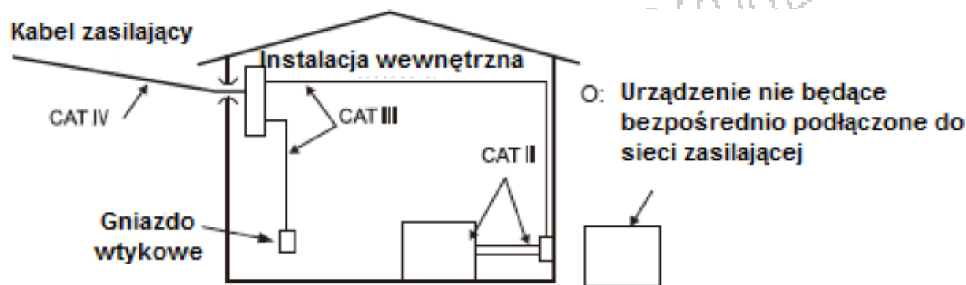 Kabel zasilający
Instalacja wewnętrzna
CAT IV
CAT III
CAT II
Gniazdo
wtykowe
O: Urządzenie nie będące
bezpośrednio podłączone do
sieci zasilającej